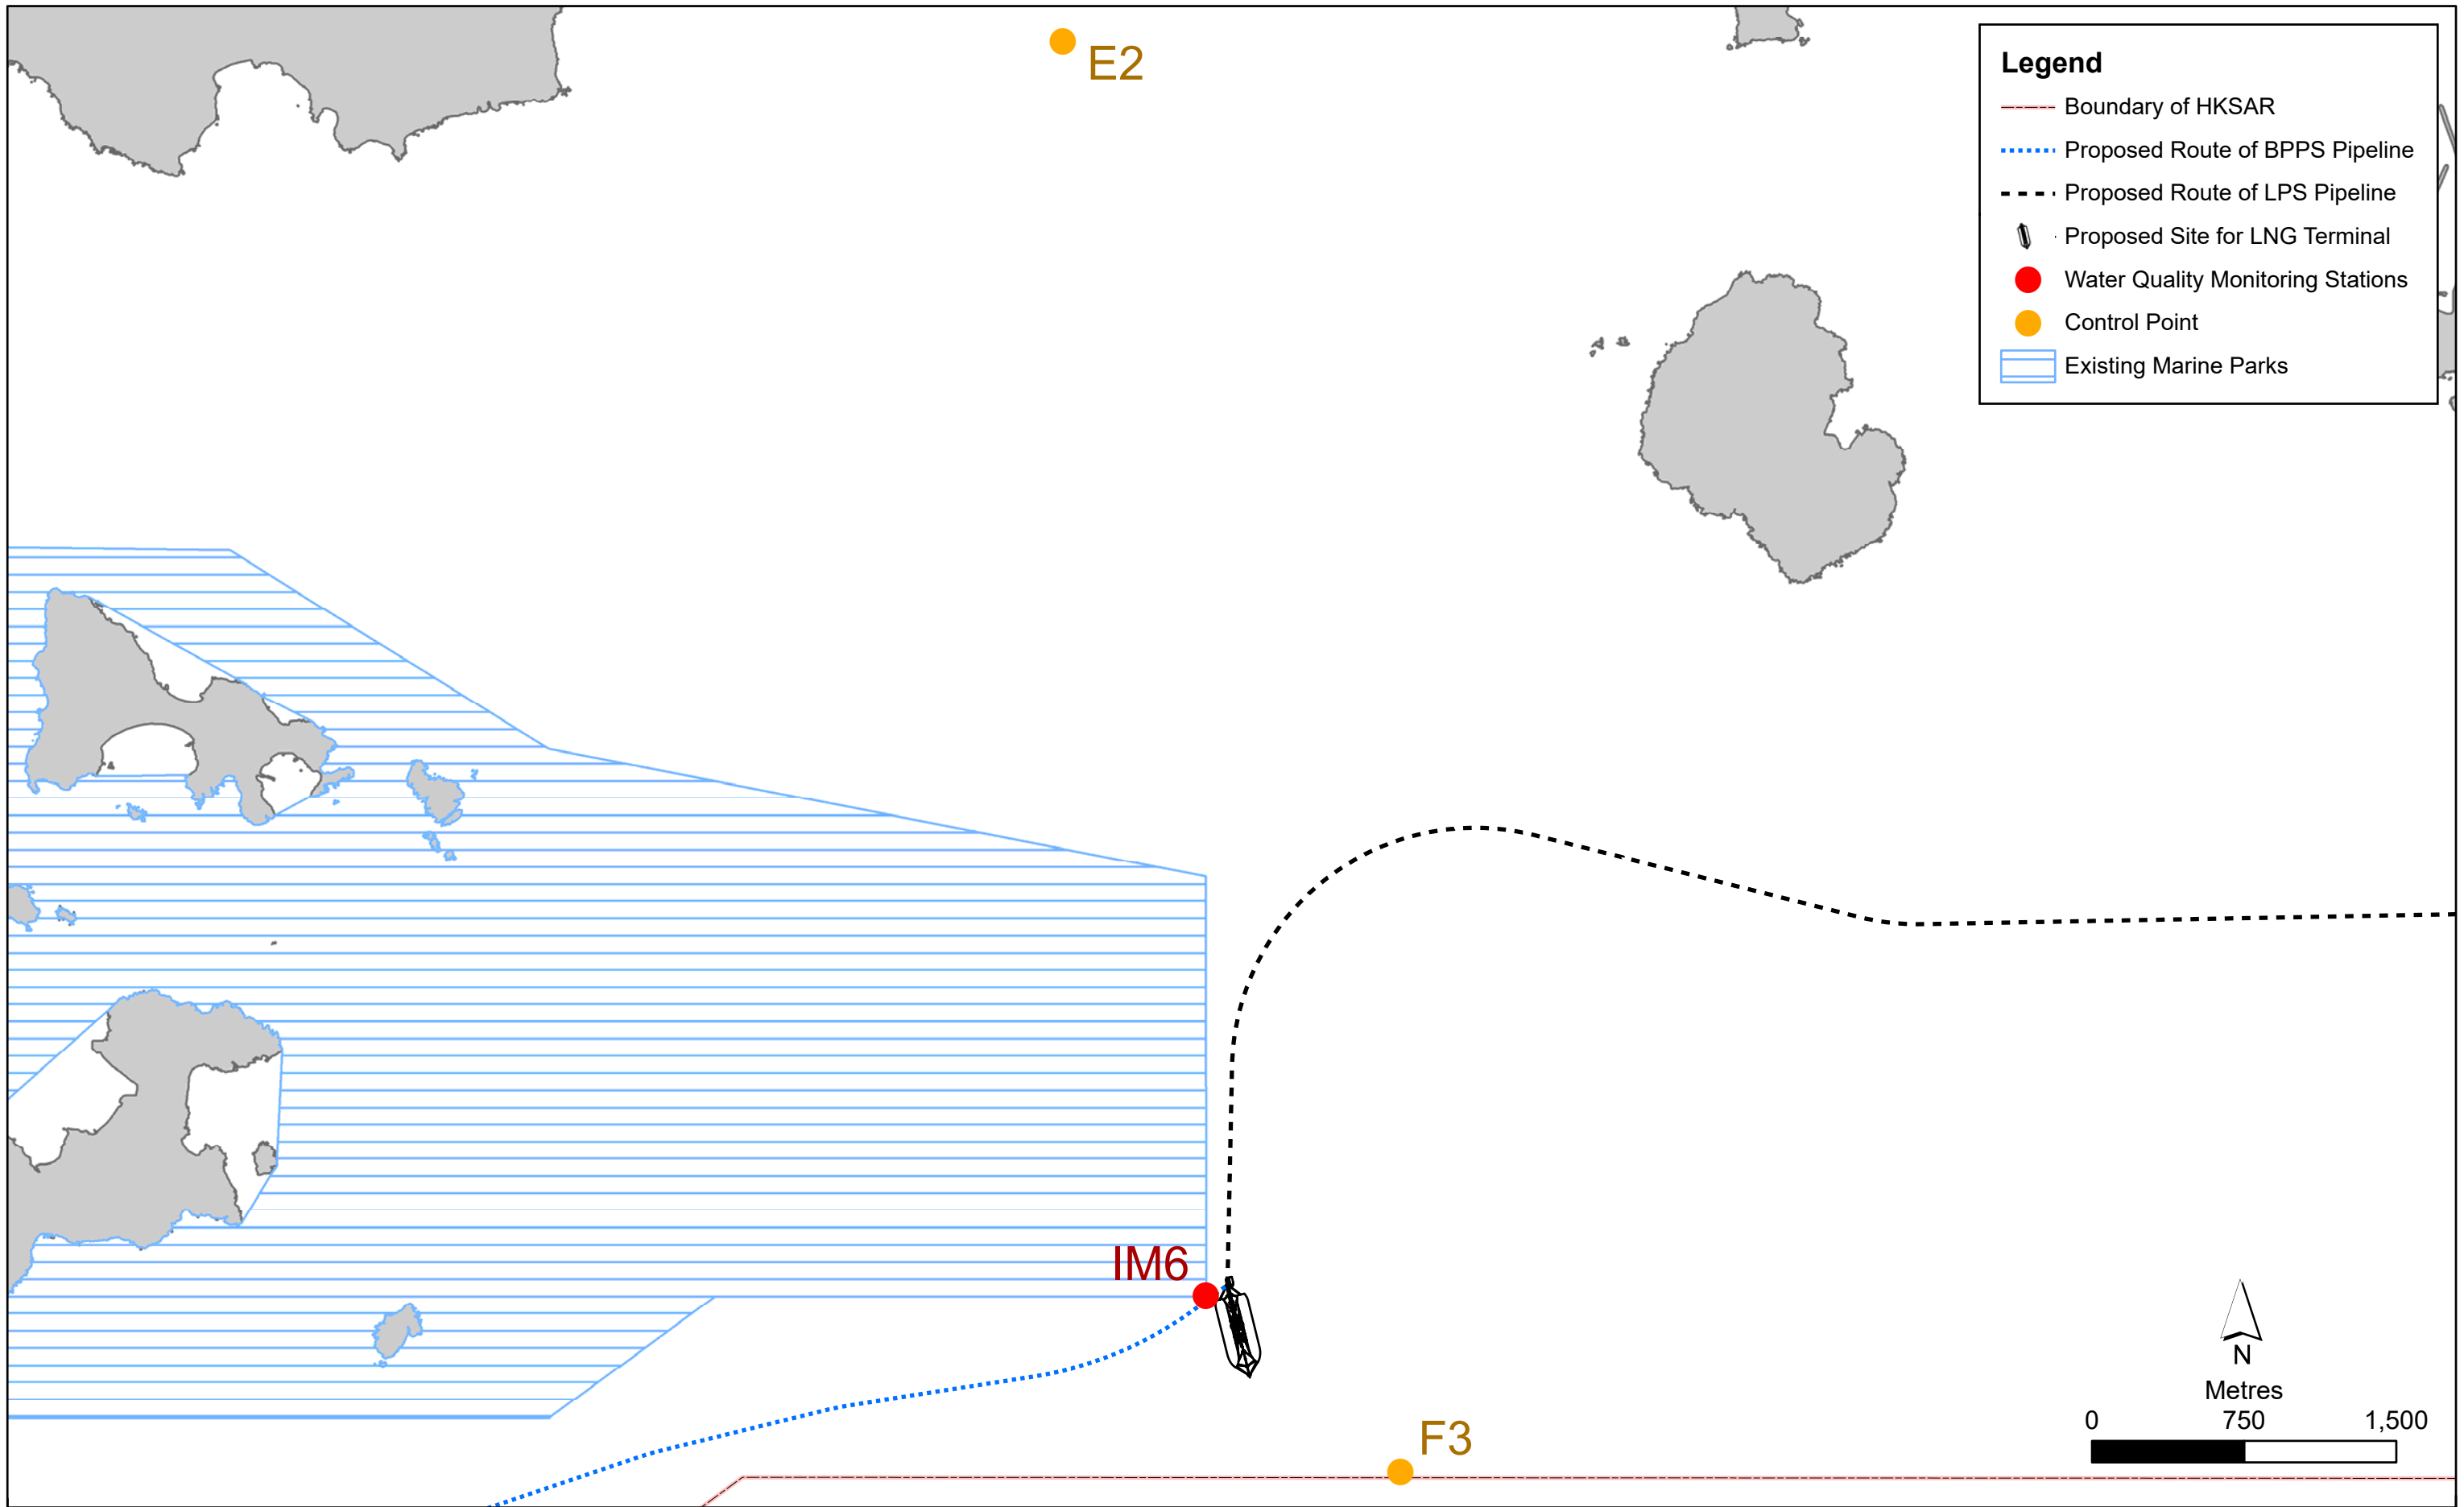 E2
Legend
Boundary of HKSAR
Proposed Route of BPPS Pipeline
Proposed Route of LPS Pipeline
Proposed Site for LNG Terminal
Water Quality Monitoring Stations
Control Point
Existing Marine Parks
IM6
N
Metres
0 750 1,500
F3